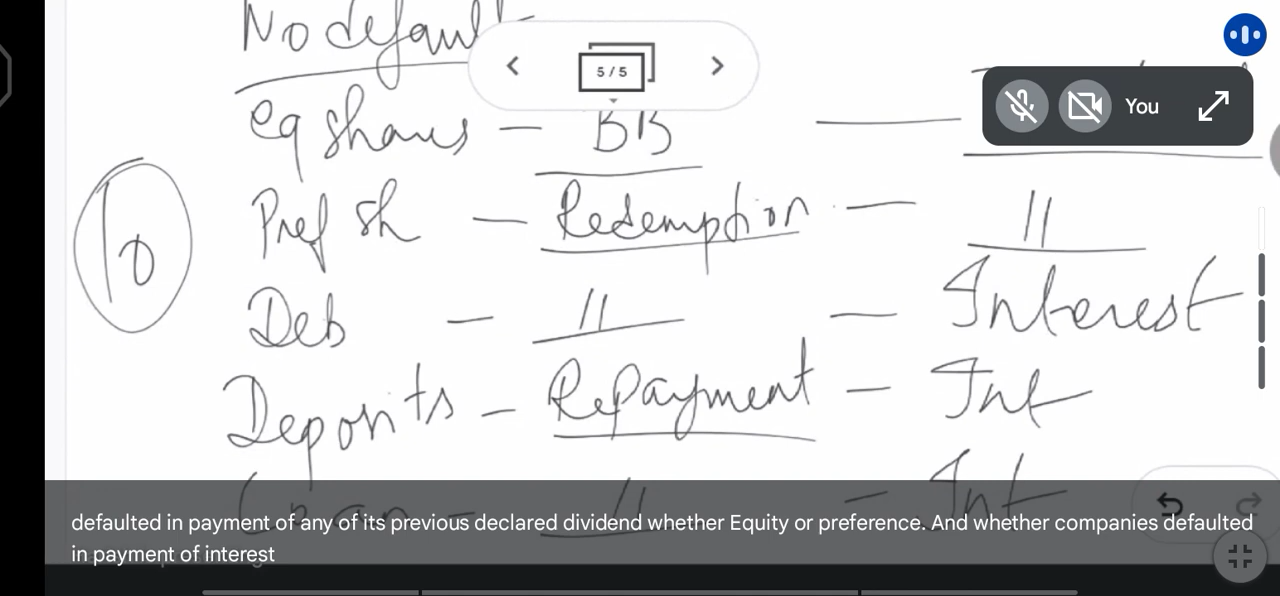 No default
5 / 5
You
eq shares - BB -
Pref sh - Redemption - 11
10
Deb - 11 - Interest
Deposits - RePayment - Int
Loan - 11 - Int
defaulted in payment of any of its previous declared dividend whether Equity or preference. And whether companies defaulted
in payment of interest